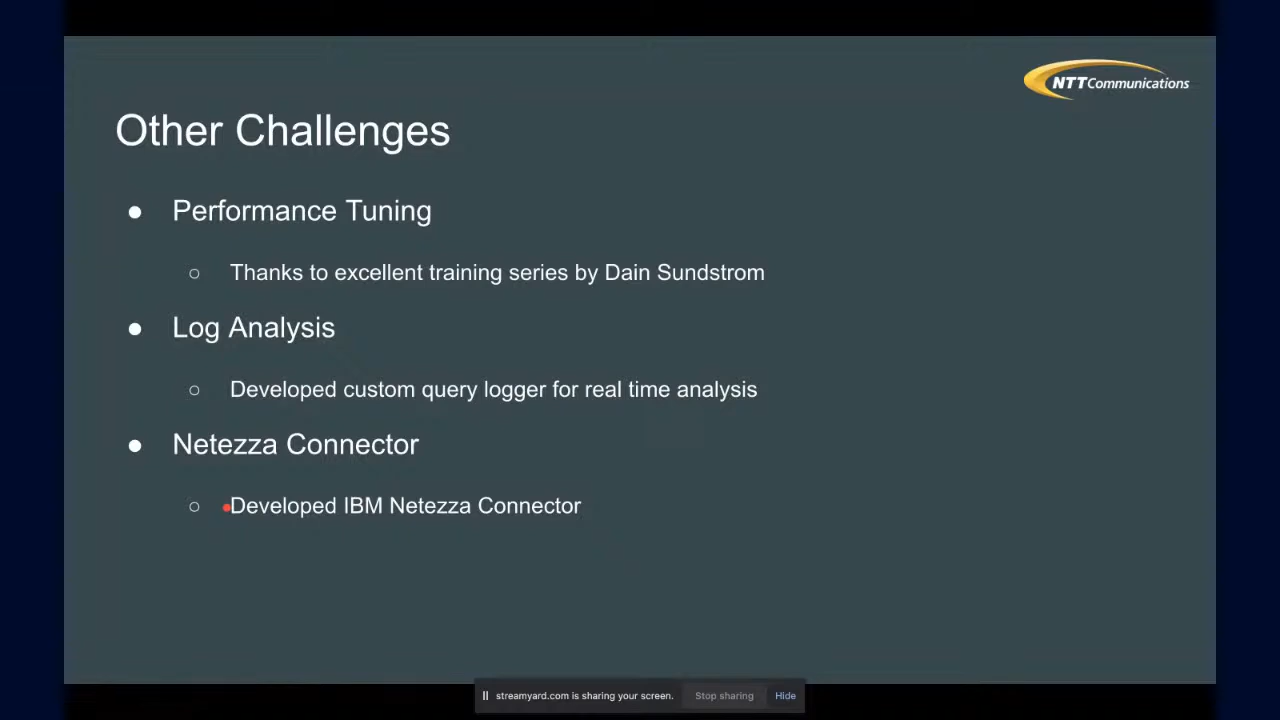 NTT Communications
Other Challenges
● Performance Tuning
○ Thanks to excellent training series by Dain Sundstrom
● Log Analysis
○ Developed custom query logger for real time analysis
● Netezza Connector
○ Developed IBM Netezza Connector
streamyard.com is sharing your screen. Stop sharing Hide